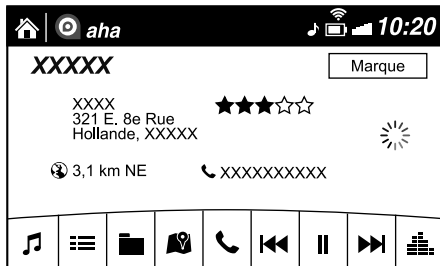 aha 10:20
XXXXX Marque
XXXX
321 E. 8e Rue
Hollande, XXXXX
3,1 km NE XXXXXXXXXX